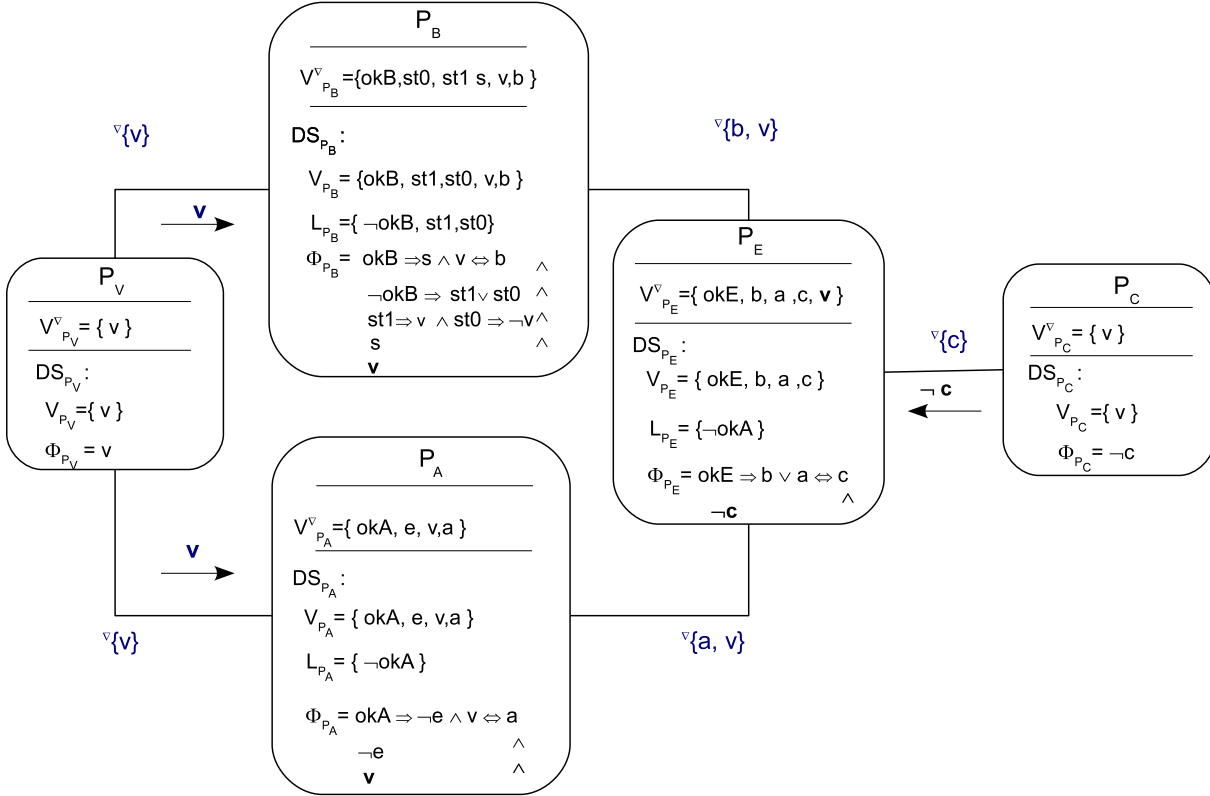 P_B
V^∇_{P_B} ={okB,st0, st1 s, v,b }
DS_{P_B} :
V_{P_B} = {okB, st1,st0, v,b }
L_{P_B} ={ ¬okB, st1,st0}
Φ_{P_B} = okB ⇒s ∧ v ⇔ b ∧
¬okB ⇒ st1∨ st0 ∧
st1⇒ v ∧ st0 ⇒ ¬v ∧
s ∧
v
∇{v}
v
∇{b, v}
P_V
V^∇_{P_V} = { v }
DS_{P_V} :
V_{P_V} ={ v }
Φ_{P_V} = v
P_E
V^∇_{P_E} ={ okE, b, a ,c, v }
DS_{P_E} :
V_{P_E} = { okE, b, a ,c }
L_{P_E} = {¬okA }
Φ_{P_E} = okE ⇒ b ∨ a ⇔ c
∧
¬c
∇{c}
¬ c
P_C
V^∇_{P_C} = { v }
DS_{P_C} :
V_{P_C} = { v }
Φ_{P_C} = ¬c
v
∇{v}
P_A
V^∇_{P_A} ={ okA, e, v,a }
DS_{P_A} :
V_{P_A} = { okA, e, v,a }
L_{P_A} = { ¬okA }
Φ_{P_A} = okA ⇒ ¬e ∧ v ⇔ a
¬e ∧
v ∧
∇{a, v}